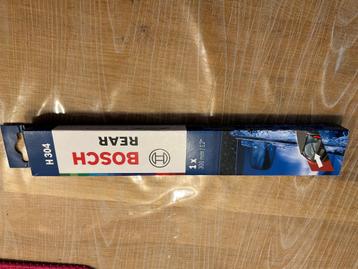 H 304
BOSCH
REAR
1x
300 mm | 12"